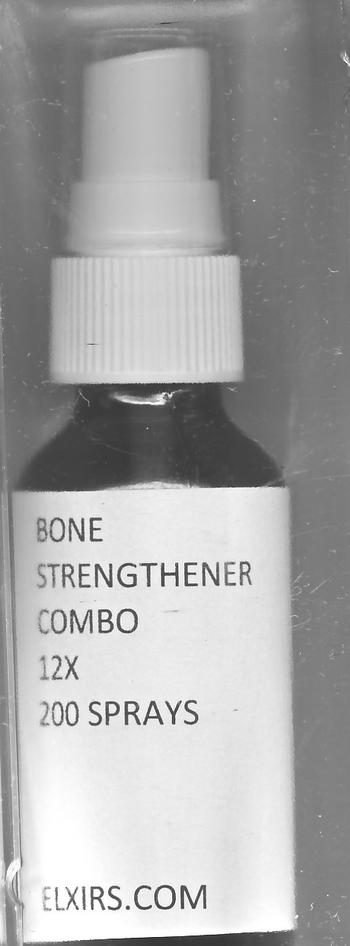 BONE
STRENGTHENER
COMBO
12X
200 SPRAYS
ELXIRS.COM